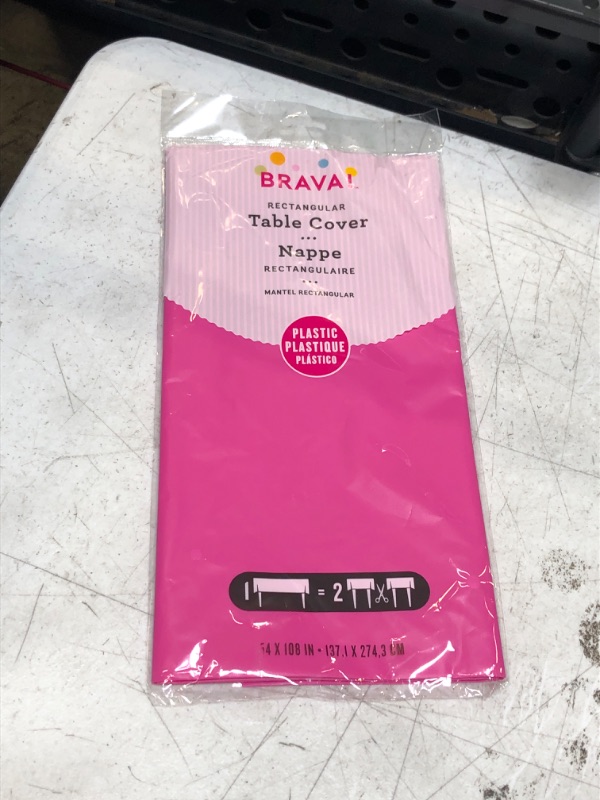 BRAVA!
RECTANGULAR
Table Cover
Nappe
RECTANGULAIRE
MANTEL RECTANGULAR
PLASTIC
PLASTIQUE
PLÁSTICO
1 = 2
54 X 108 IN • 137.1 X 274.3 CM